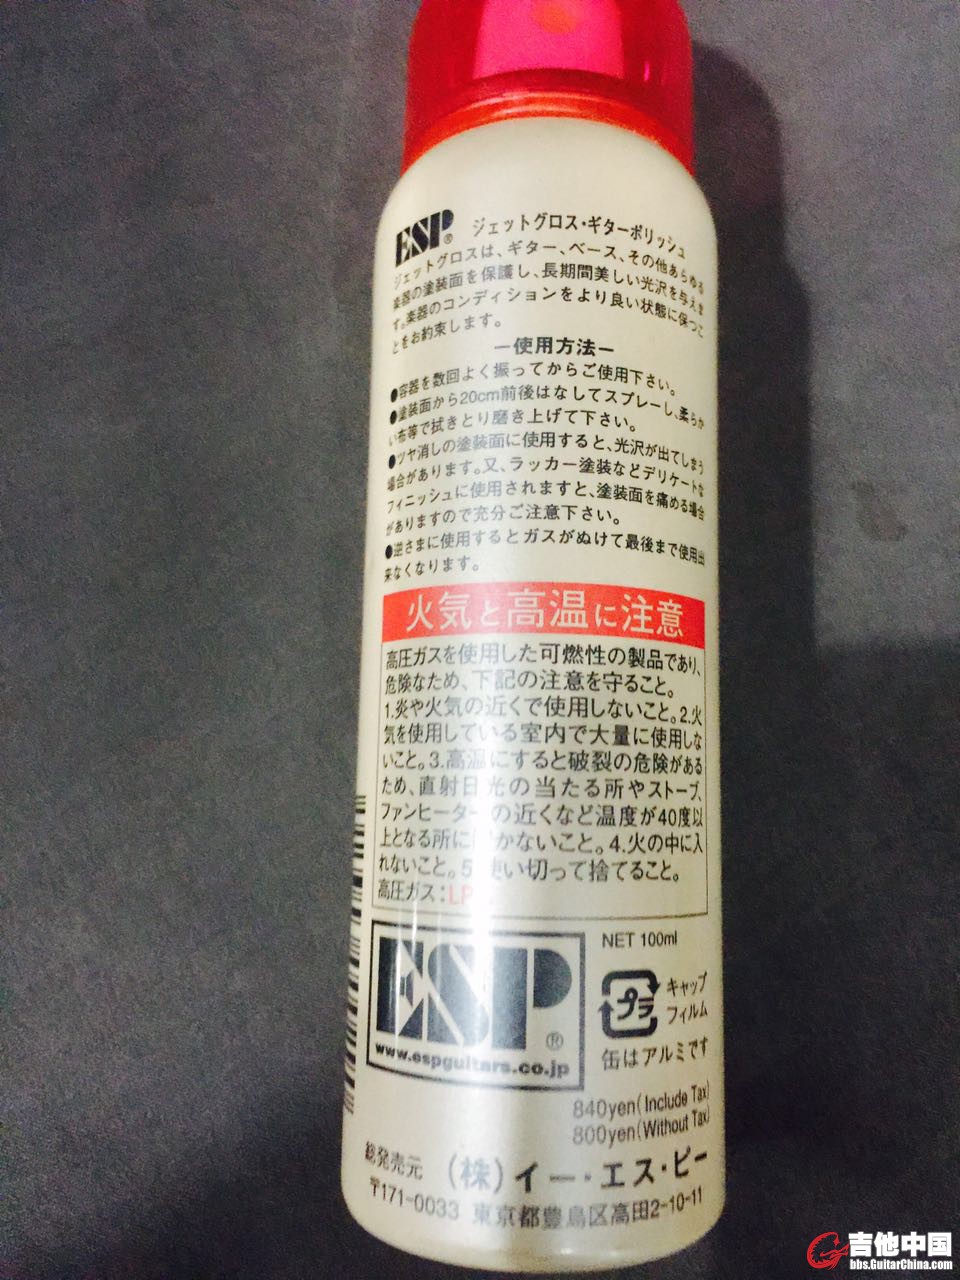 ESP® ジェットグロス・ギターポリッシュ
ジェットグロスは、ギター、ベース、その他あらゆる
楽器の塗装面を保護し、長期間美しい光沢を与えま
す。楽器のコンディションをより良い状態に保つこ
とをお約束します。
ー使用方法ー
●容器を数回よく振ってからご使用下さい。
●塗装面から20cm前後はなしてスプレーし、柔らか
い布等で拭きとり磨き上げて下さい。
●ツヤ消しの塗装面に使用すると、光沢が出てしまう
場合があります。又、ラッカー塗装などデリケートな
フィニッシュに使用されますと、塗装面を痛める場合
がありますので充分ご注意下さい。
●逆さまに使用するとガスがぬけて最後まで使用出
来なくなります。
火気と高温に注意
高圧ガスを使用した可燃性の製品であり、
危険なため、下記の注意を守ること。
1.炎や火気の近くで使用しないこと。2.火
気を使用している室内で大量に使用しな
いこと。3.高温にすると破裂の危険がある
ため、直射日光の当たる所やストーブ、
ファンヒーターの近くなど温度が40度以
上となる所に かないこと。4.火の中に入
れないこと。5 使い切って捨てること。
高圧ガス:LP
ESP®
www.espguitars.co.jp
NET 100ml
プラ
キャップ
フィルム
缶はアルミです
840yen(Include Tax)
800yen(Without Tax)
総発売元 (株)イー・エス・ピー
〒171-0033 東京都豊島区高田2-10-11
吉他中国
bbs.GuitarChina.com